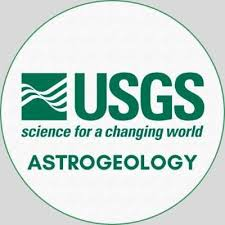 USGS
science for a changing world
ASTROGEOLOGY